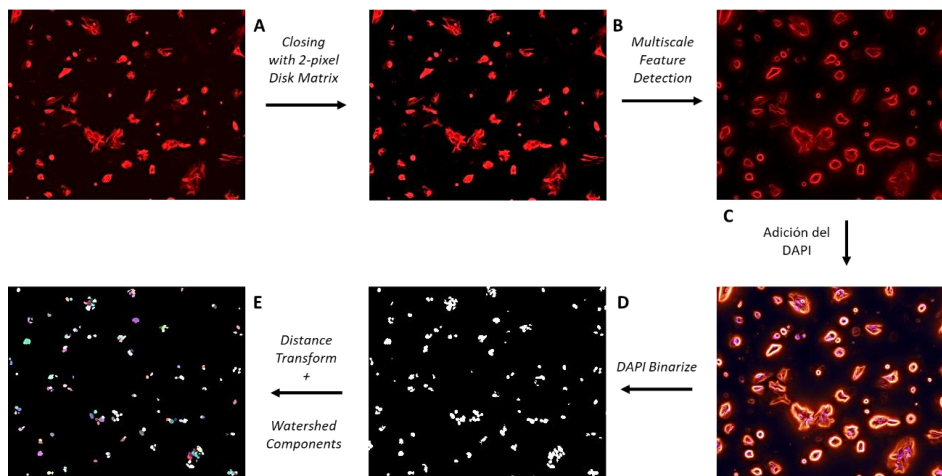 A
Closing
with 2-pixel
Disk Matrix
B
Multiscale
Feature
Detection
C
Adición del
DAPI
D
DAPI Binarize
E
Distance
Transform
+
Watershed
Components